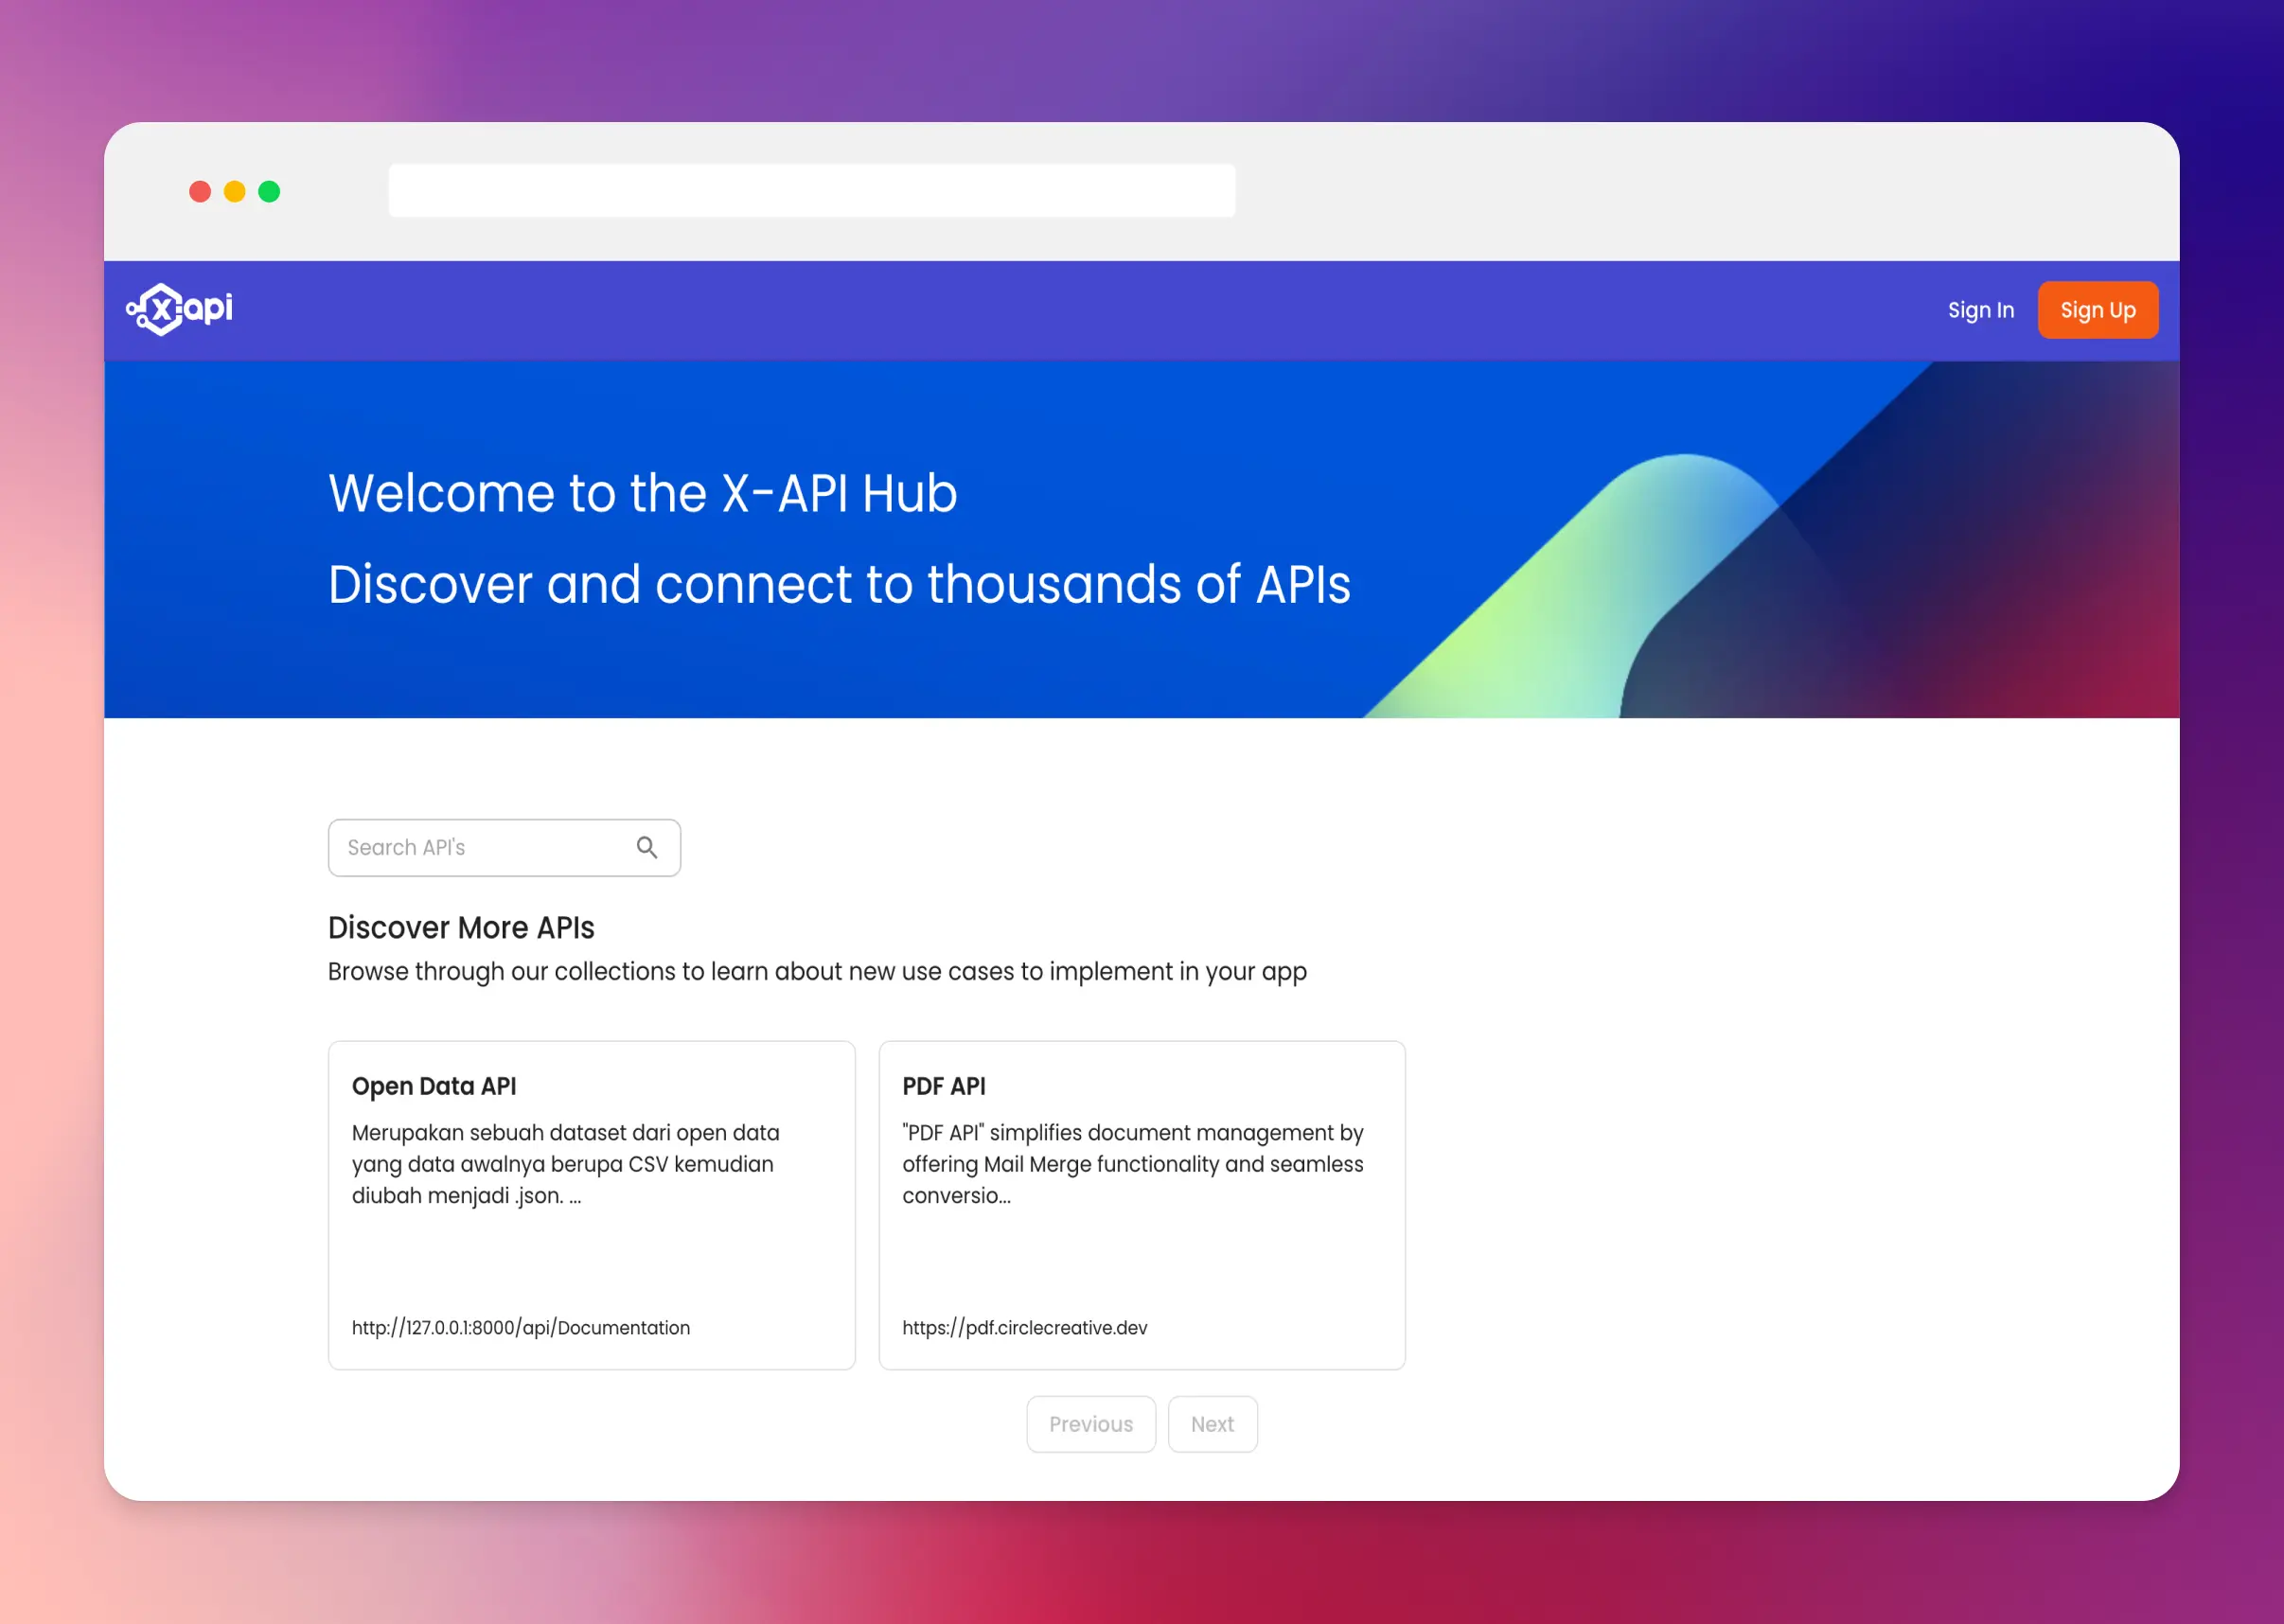 x-api
Sign In
Sign Up
Welcome to the X-API Hub
Discover and connect to thousands of APIs
Search API's
Discover More APIs
Browse through our collections to learn about new use cases to implement in your app
Open Data API
Merupakan sebuah dataset dari open data
yang data awalnya berupa CSV kemudian
diubah menjadi .json. ...
http://127.0.0.1:8000/api/Documentation
PDF API
"PDF API" simplifies document management by
offering Mail Merge functionality and seamless
conversio...
https://pdf.circlecreative.dev
Previous
Next